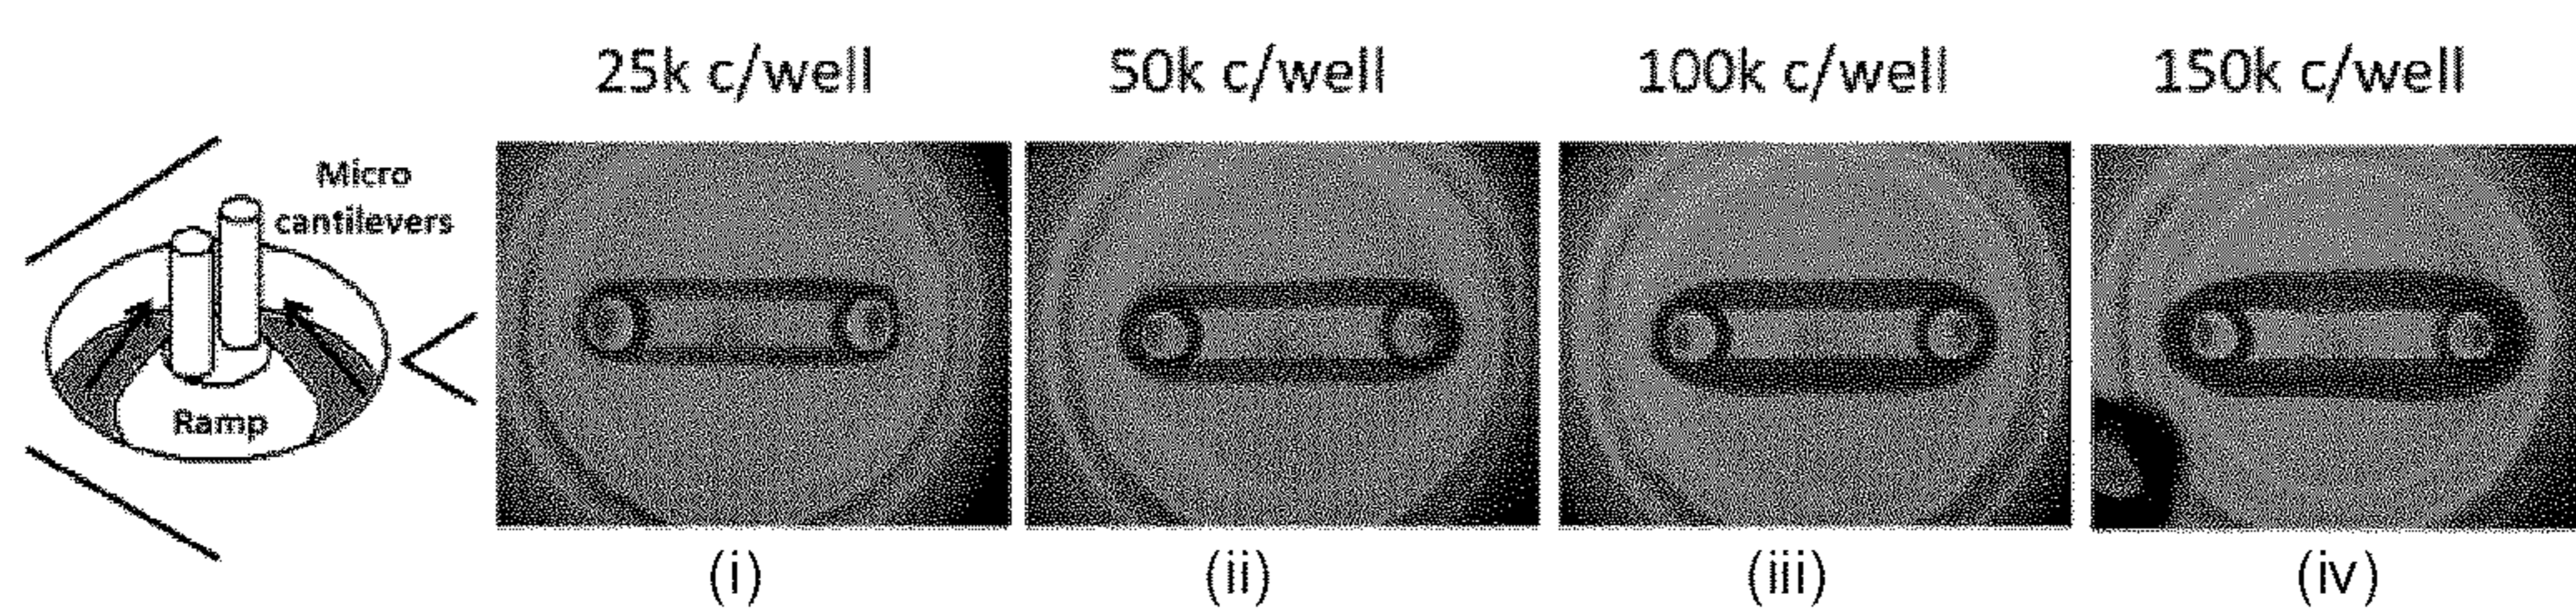 25k c/well
50k c/well
100k c/well
150k c/well
Micro
cantilevers
Ramp
(i)
(ii)
(iii)
(iv)